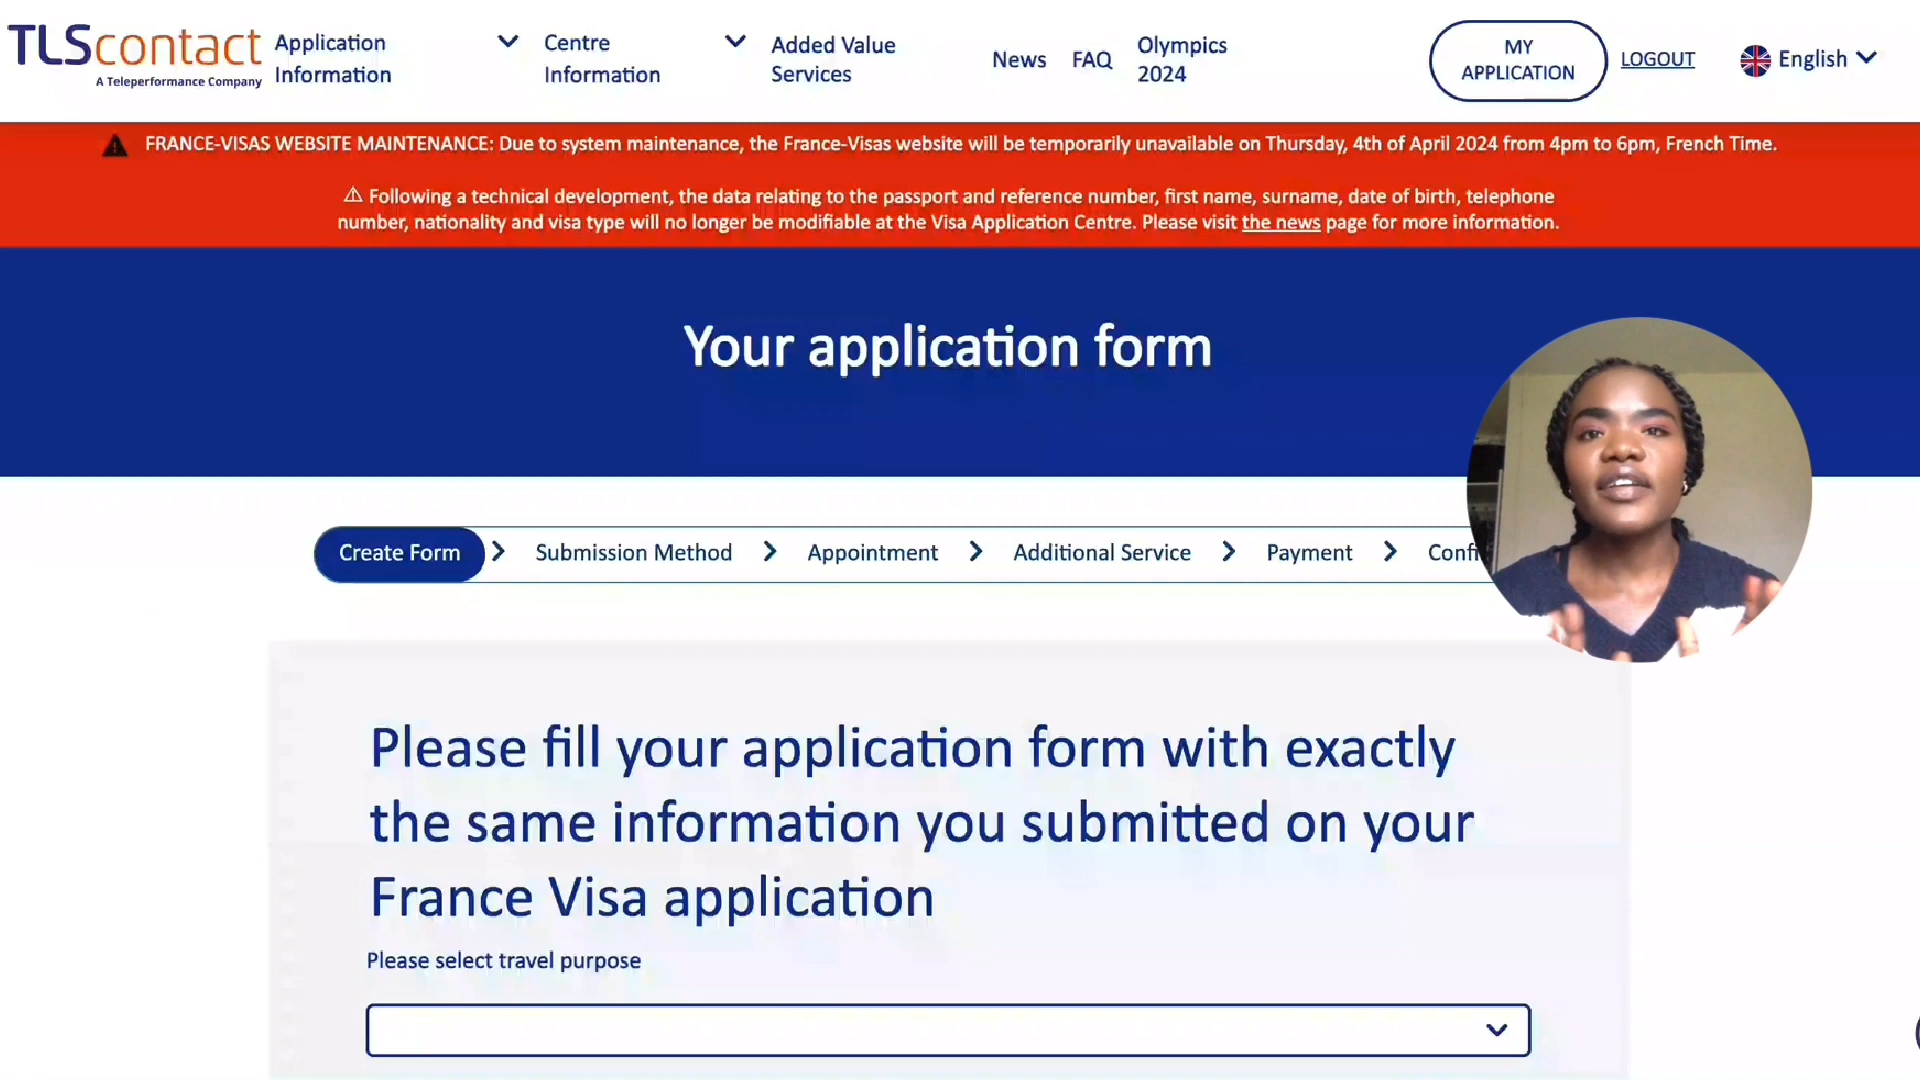 TLScontact
A Teleperformance Company
Application
Information
Centre
Information
Added Value
Services
News
FAQ
Olympics
2024
MY
APPLICATION
LOGOUT
English
FRANCE-VISAS WEBSITE MAINTENANCE: Due to system maintenance, the France-Visas website will be temporarily unavailable on Thursday, 4th of April 2024 from 4pm to 6pm, French Time.
⚠ Following a technical development, the data relating to the passport and reference number, first name, surname, date of birth, telephone
number, nationality and visa type will no longer be modifiable at the Visa Application Centre. Please visit the news page for more information.
Your application form
Create Form
Submission Method
Appointment
Additional Service
Payment
Confi
Please fill your application form with exactly
the same information you submitted on your
France Visa application
Please select travel purpose